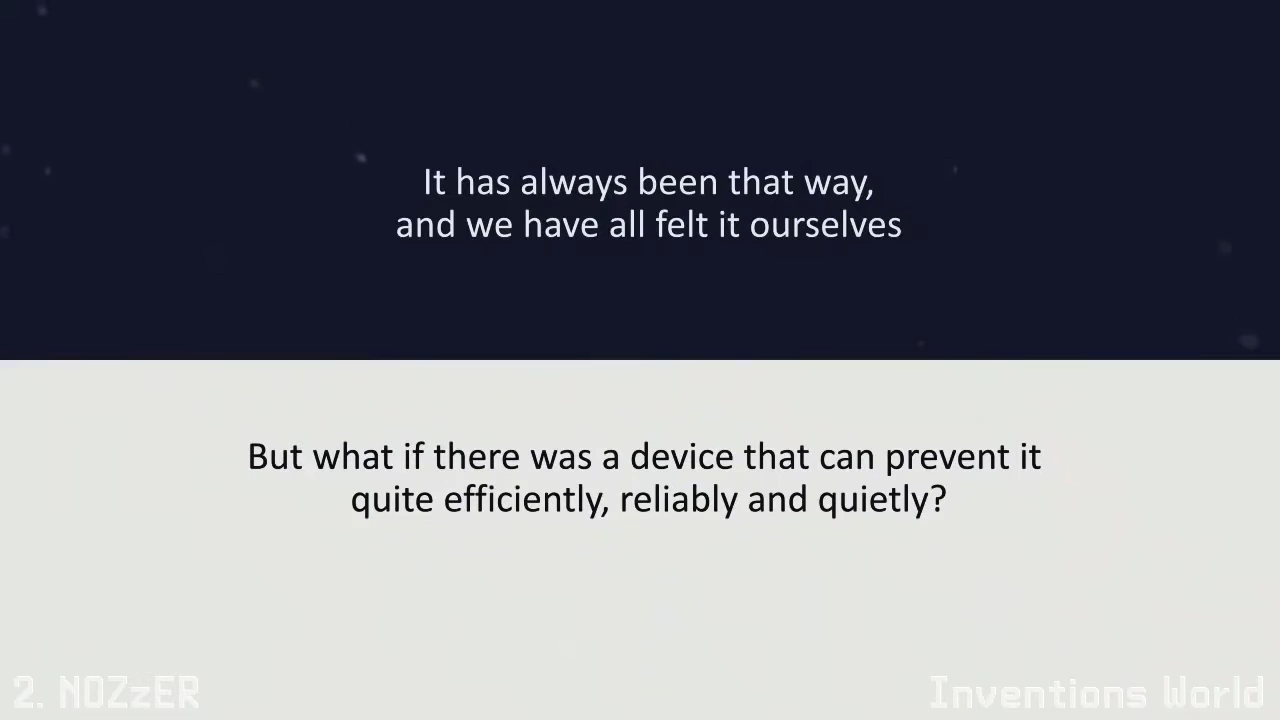 It has always been that way,
and we have all felt it ourselves
But what if there was a device that can prevent it
quite efficiently, reliably and quietly?
2. NOZzER
Inventions World